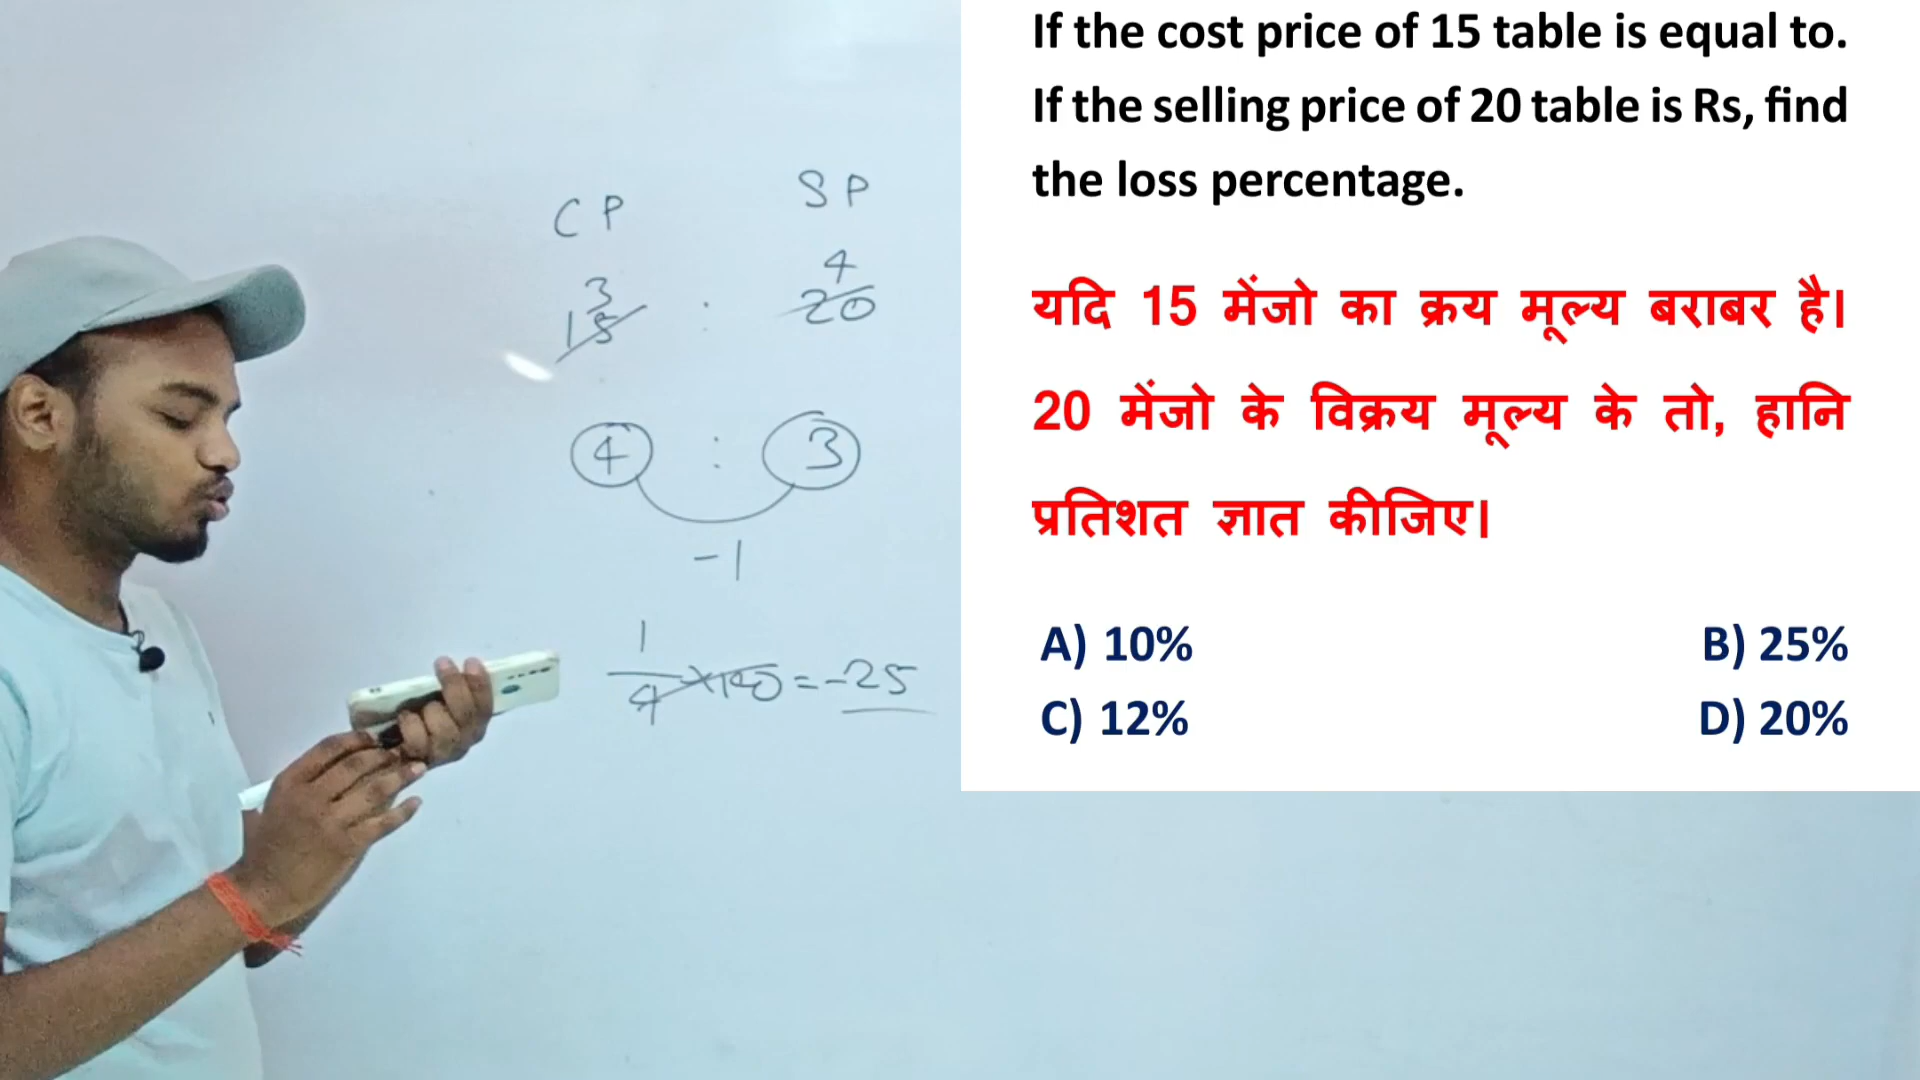 If the cost price of 15 table is equal to.
If the selling price of 20 table is Rs, find
the loss percentage.
यदि 15 मेंजो का क्रय मूल्य बराबर है।
20 मेंजो के विक्रय मूल्य के तो, हानि
प्रतिशत ज्ञात कीजिए।
A) 10%
B) 25%
C) 12%
D) 20%
CP SP
3 4
15 : 20
4 : 3
-1
1
4 ×100 = -25